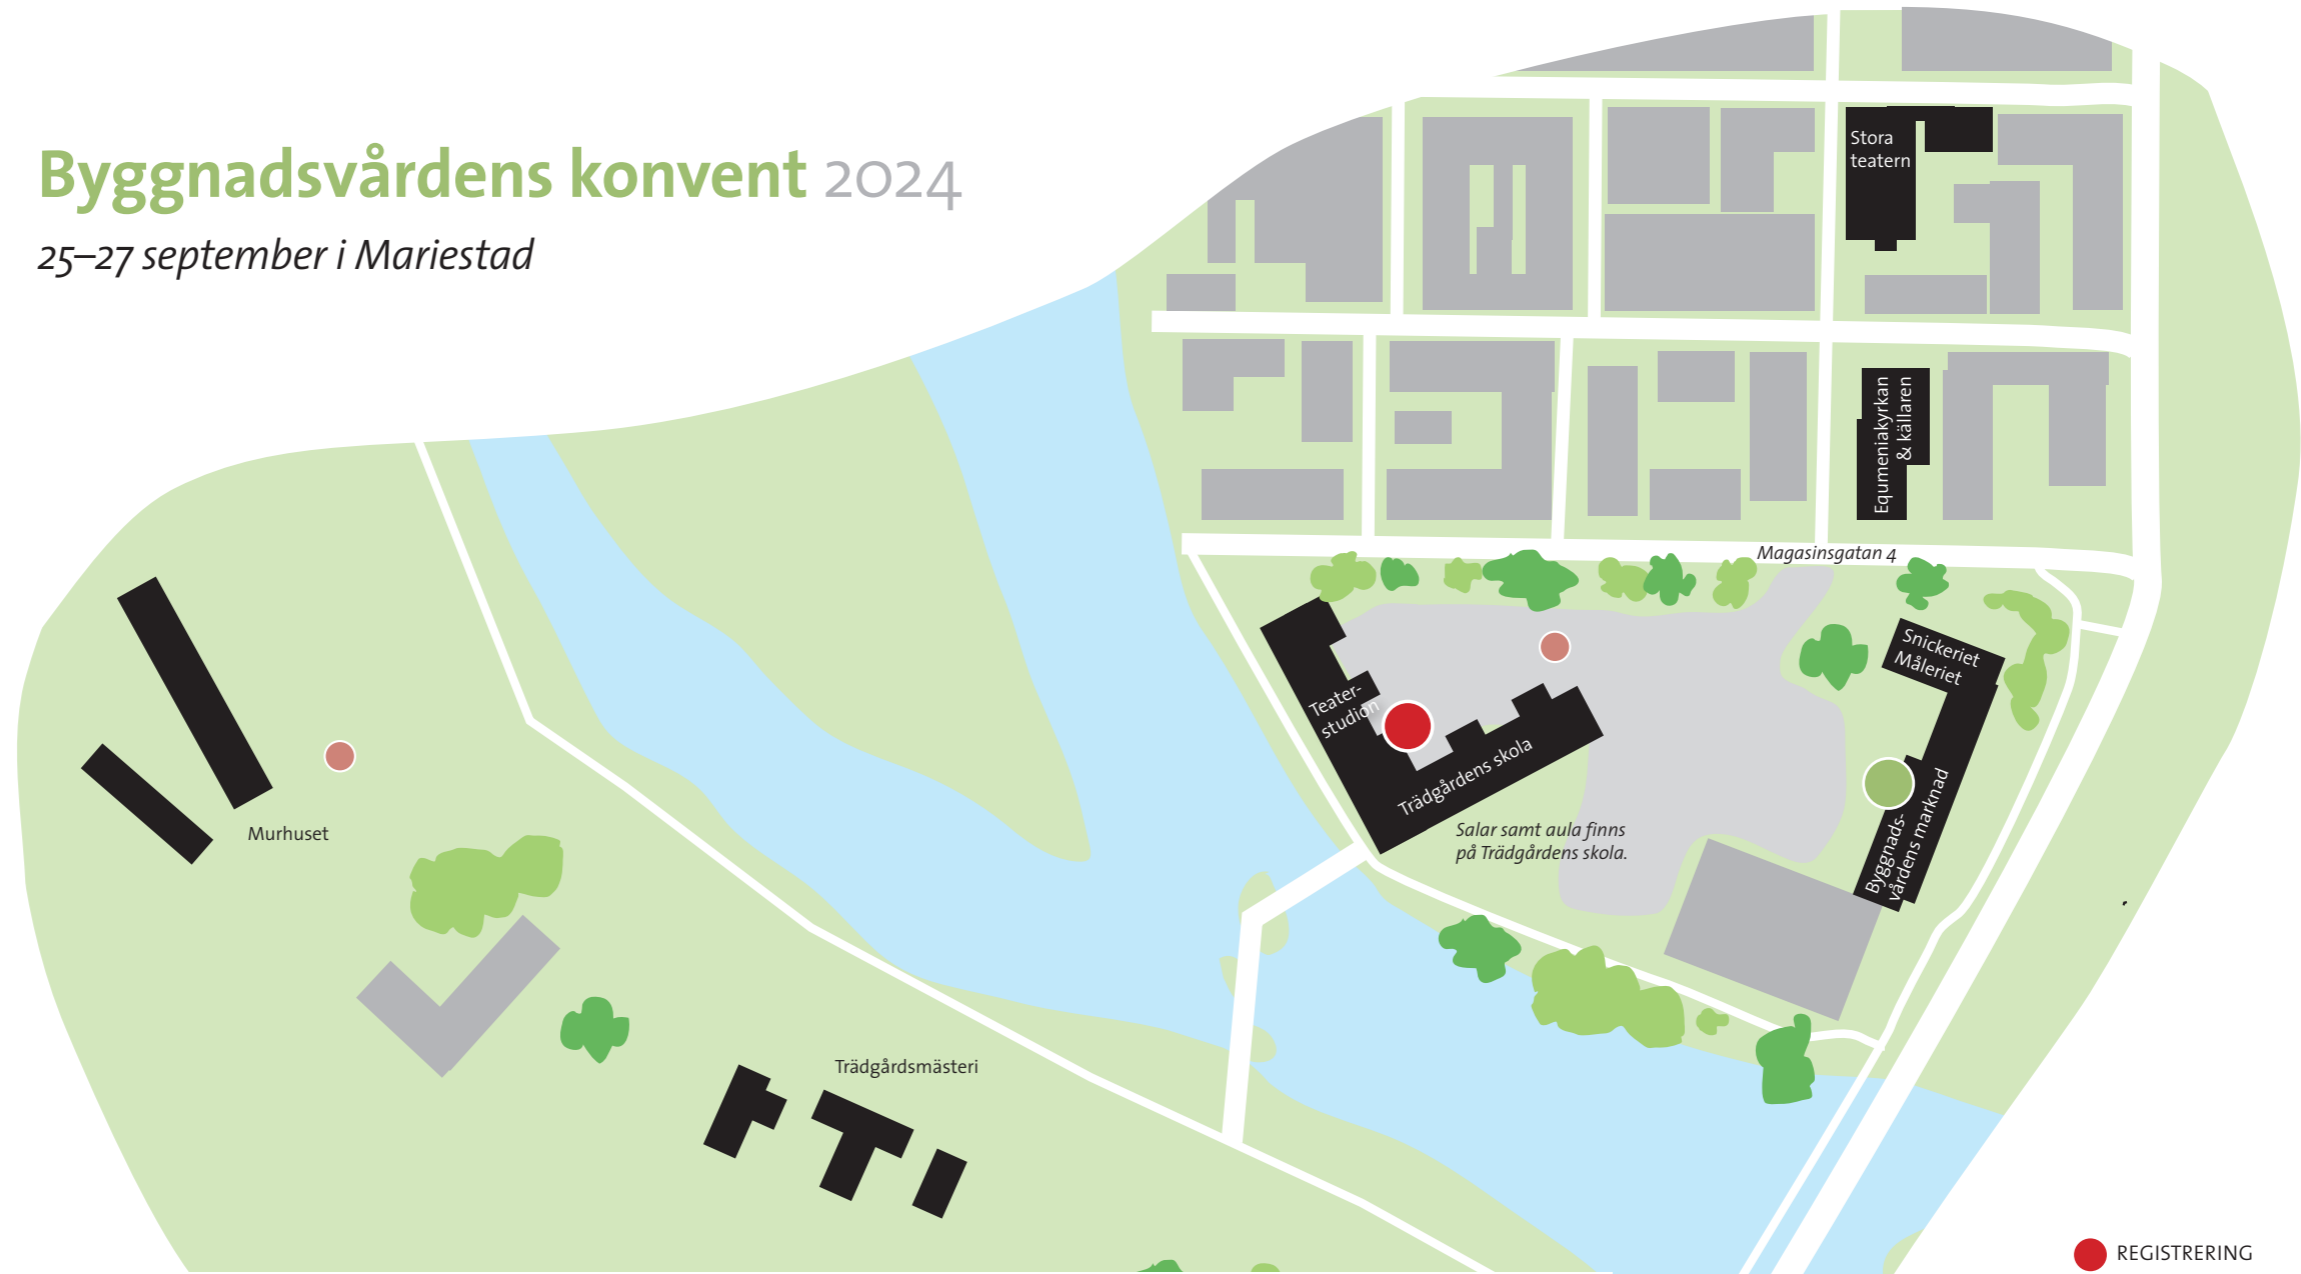 Byggnadsvårdens konvent 2024
25–27 september i Mariestad
Stora
teatern
Equmeniakyrkan
& källaren
Magasinsgatan 4
Snickeriet
Måleriet
Teater-
studion
Trädgårdens skola
Byggnads-
vårdens marknad
Salar samt aula finns
på Trädgårdens skola.
Murhuset
Trädgårdsmästeri
REGISTRERING